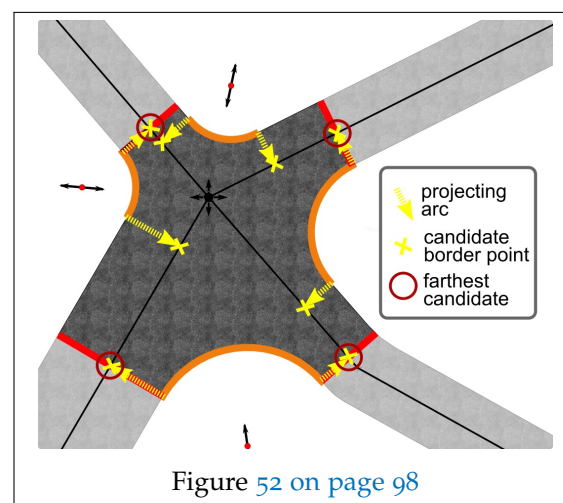 projecting
arc
candidate
border point
farthest
candidate
Figure 52 on page 98